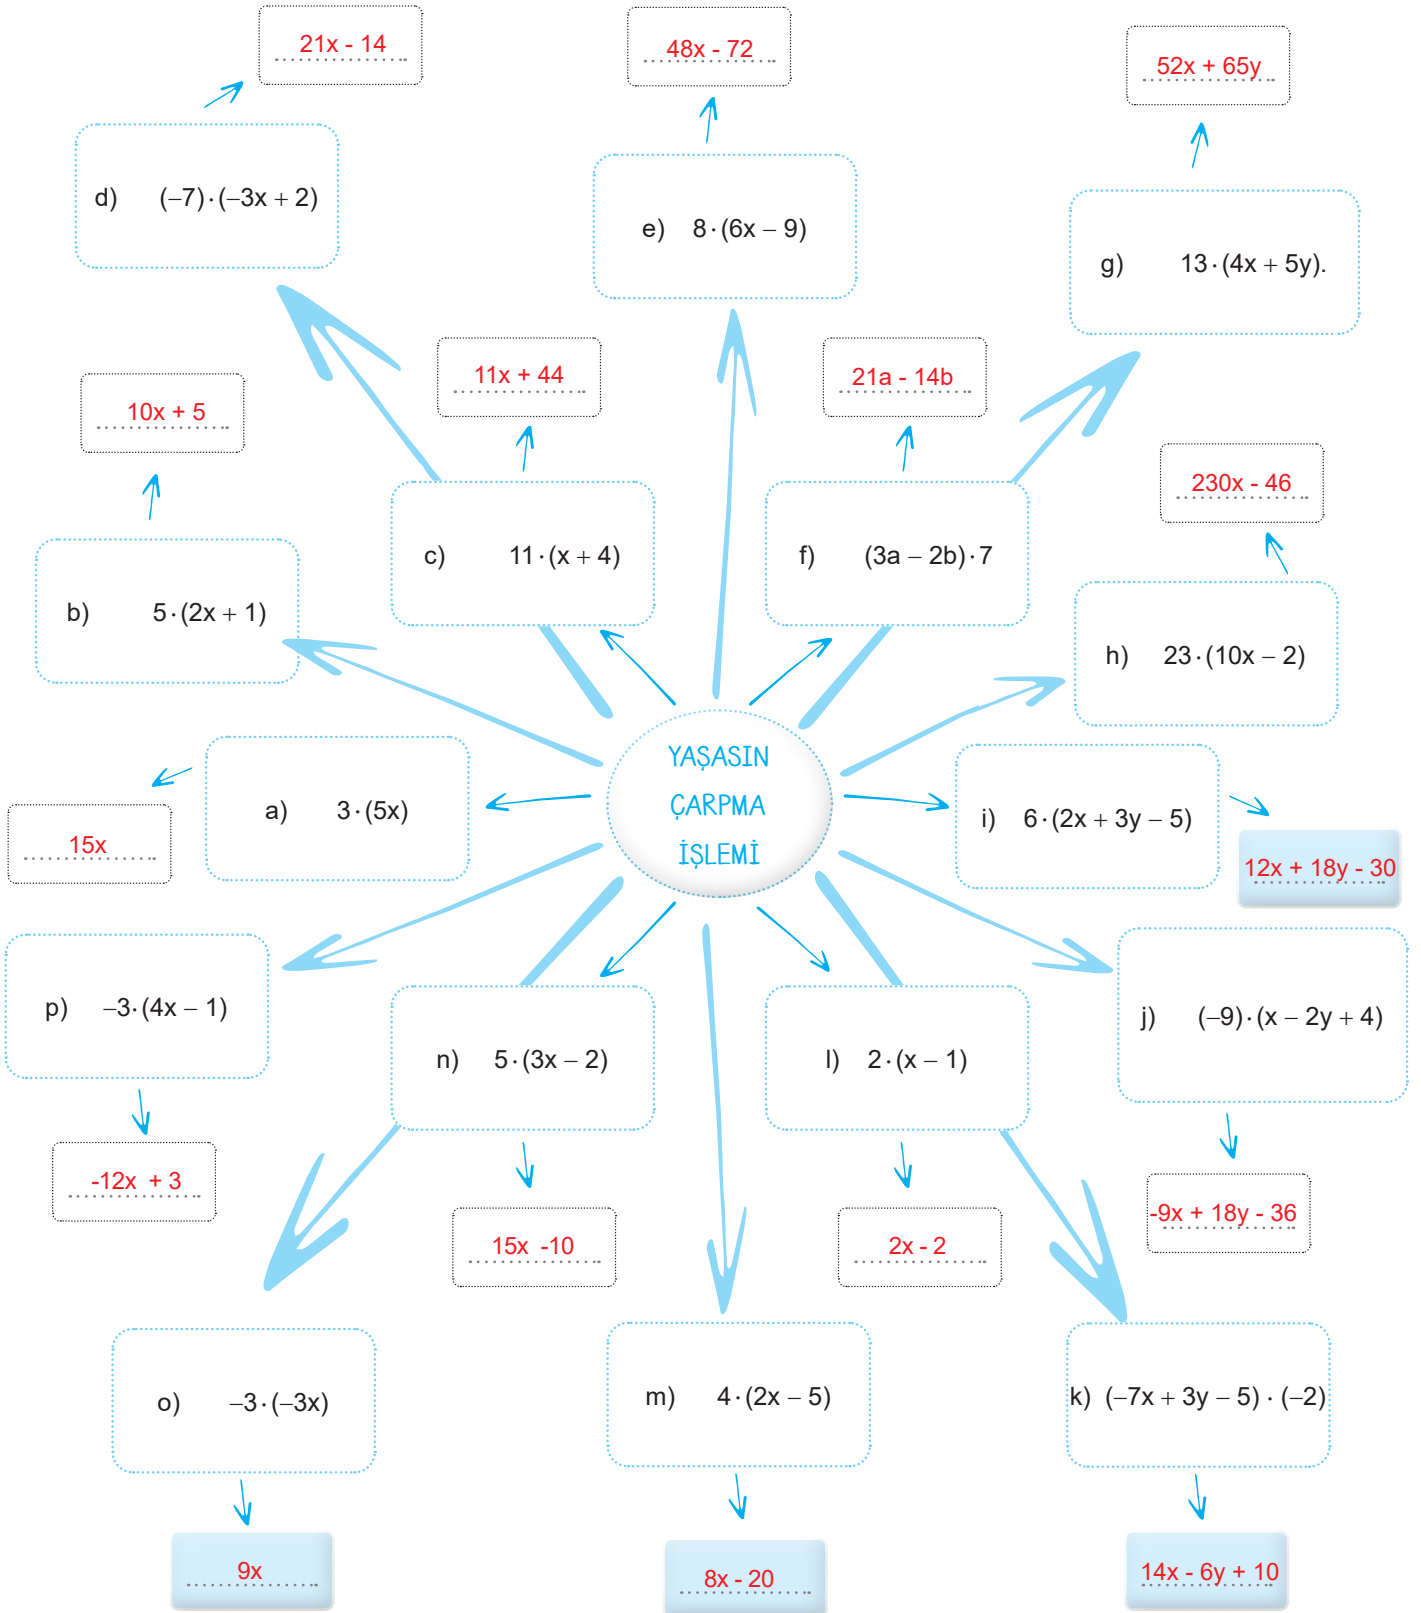 21x - 14
48x - 72
52x + 65y
d) (–7)·(–3x + 2)
e) 8·(6x – 9)
g) 13·(4x + 5y).
11x + 44
21a - 14b
10x + 5
230x - 46
c) 11·(x + 4)
f) (3a – 2b)·7
b) 5·(2x + 1)
h) 23·(10x – 2)
YAŞASIN
ÇARPMA
İŞLEMİ
a) 3·(5x)
i) 6·(2x + 3y – 5)
15x
12x + 18y - 30
p) –3·(4x – 1)
n) 5·(3x – 2)
l) 2·(x – 1)
j) (–9)·(x – 2y + 4)
-12x + 3
15x -10
2x - 2
-9x + 18y - 36
o) –3·(–3x)
m) 4·(2x – 5)
k) (–7x + 3y – 5) · (–2)
9x
8x - 20
14x - 6y + 10